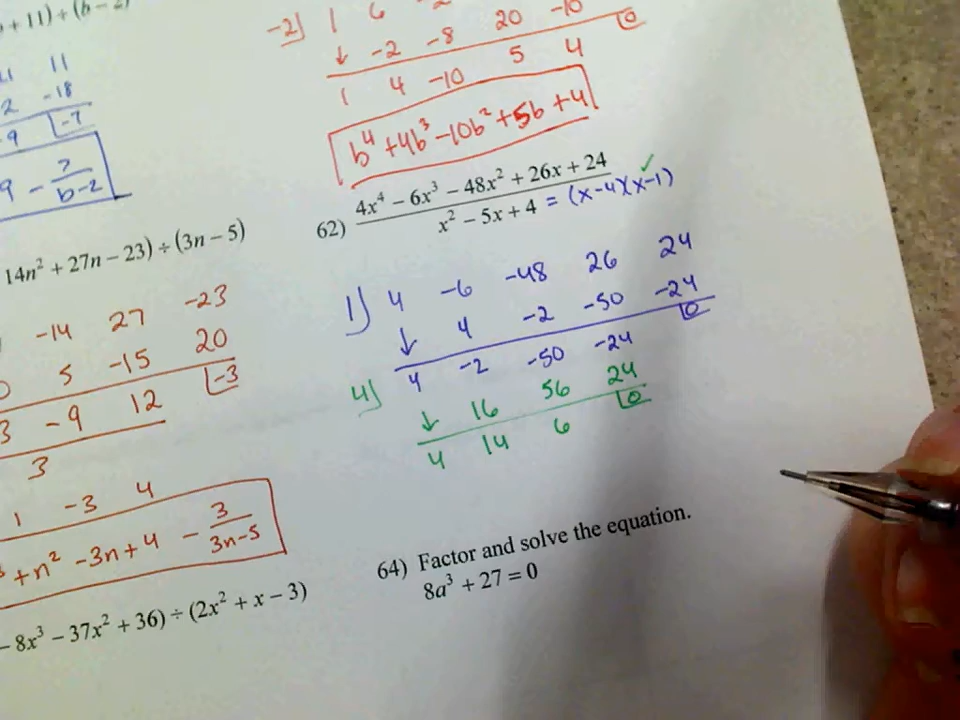 + 11) ÷ (b - 2)
11
2 -18
-9 -7
9 - 7/(b-2)
14n² + 27n - 23) ÷ (3n - 5)
-14 27 -23
5 -15 20
3 -9 12 -3
3
1 -3 4
+ n² - 3n + 4 - 3/(3n-5)
- 8x³ - 37x² + 36) ÷ (2x² + x - 3)
-2) 1 6
↓ -2 -8 20 -10
1 4 -10 5 4 0
b⁴ + 4b³ - 10b² + 5b + 4
62) (4x⁴ - 6x³ - 48x² + 26x + 24)/(x² - 5x + 4) = (x-4)(x-1) ✓
1) 4 -6 -48 26 24
↓ 4 -2 -50 -24
4 -2 -50 -24 0
4) ↓ 16 56 24
4 14 6 0
64) Factor and solve the equation.
8a³ + 27 = 0